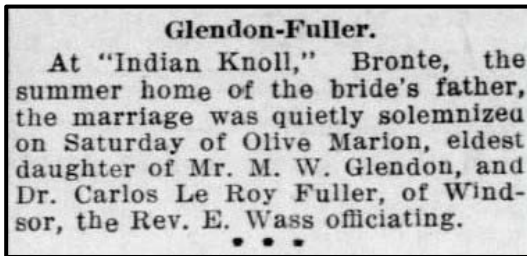 Glendon-Fuller.
At "Indian Knoll," Bronte, the
summer home of the bride's father,
the marriage was quietly solemnized
on Saturday of Olive Marion, eldest
daughter of Mr. M. W. Glendon, and
Dr. Carlos Le Roy Fuller, of Wind-
sor, the Rev. E. Wass officiating.
• • •